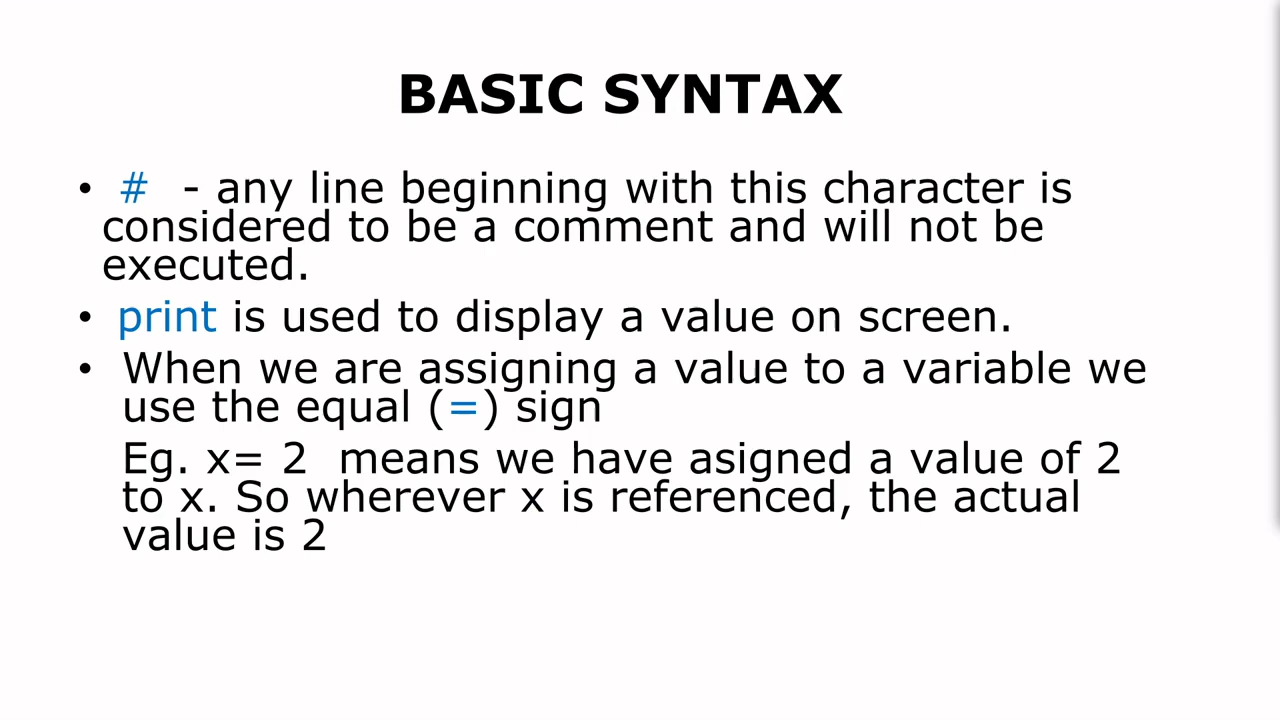 BASIC SYNTAX
• # - any line beginning with this character is
considered to be a comment and will not be
executed.
• print is used to display a value on screen.
• When we are assigning a value to a variable we
use the equal (=) sign
Eg. x= 2 means we have asigned a value of 2
to x. So wherever x is referenced, the actual
value is 2